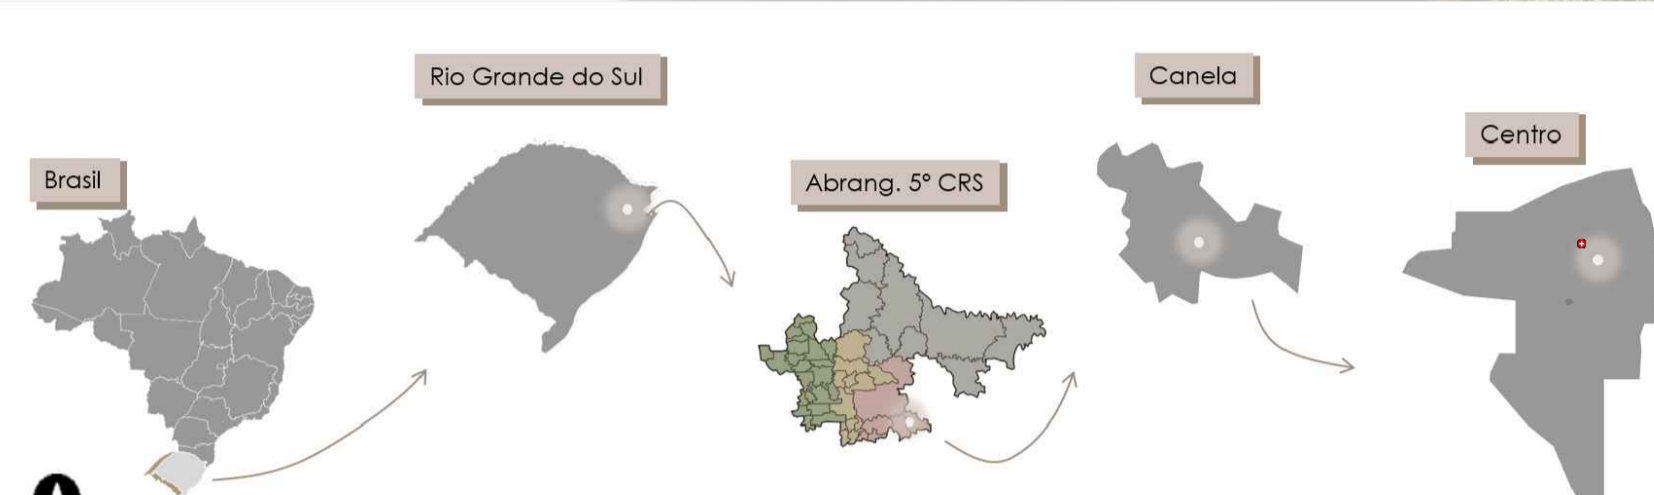 Brasil
Rio Grande do Sul
Abrang. 5° CRS
Canela
Centro